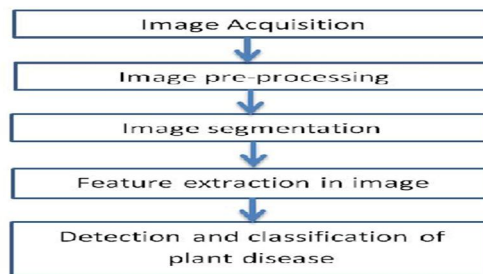 Image Acquisition
Image pre-processing
Image segmentation
Feature extraction in image
Detection and classification of
plant disease